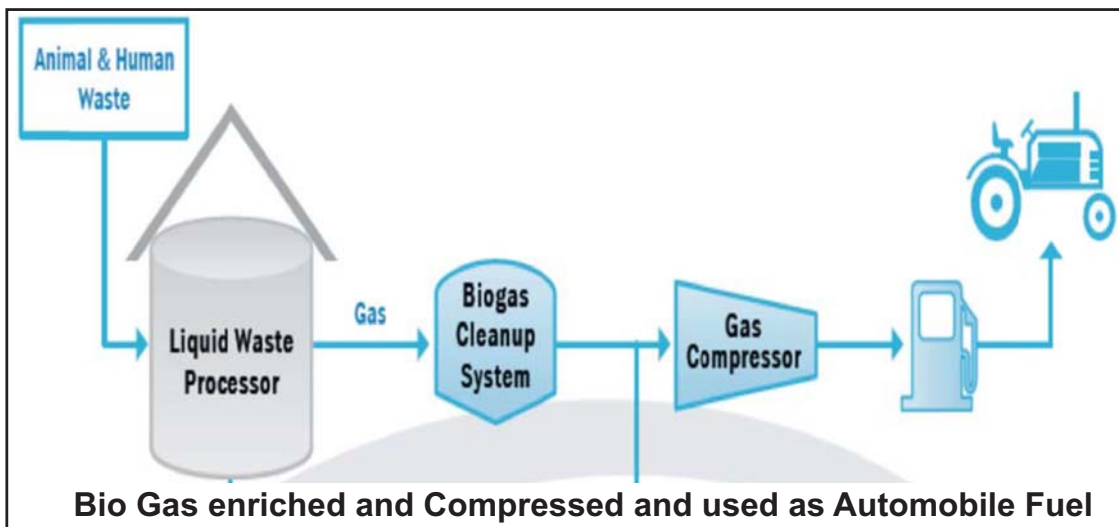 Animal & Human
Waste
Liquid Waste
Processor
Gas
Biogas
Cleanup
System
Gas
Compressor
Bio Gas enriched and Compressed and used as Automobile Fuel